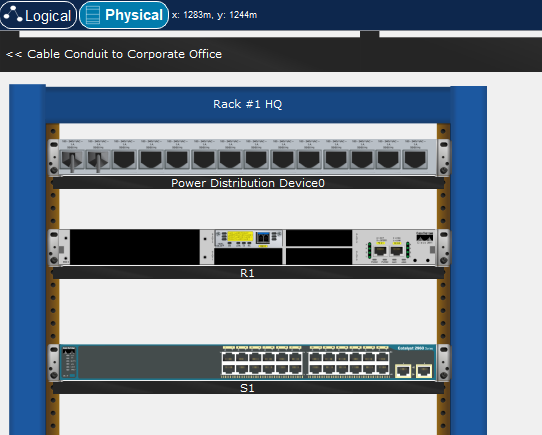 Logical
Physical
x: 1283m, y: 1244m
<< Cable Conduit to Corporate Office
Rack #1 HQ
Power Distribution Device0
R1
Catalyst 2960
S1